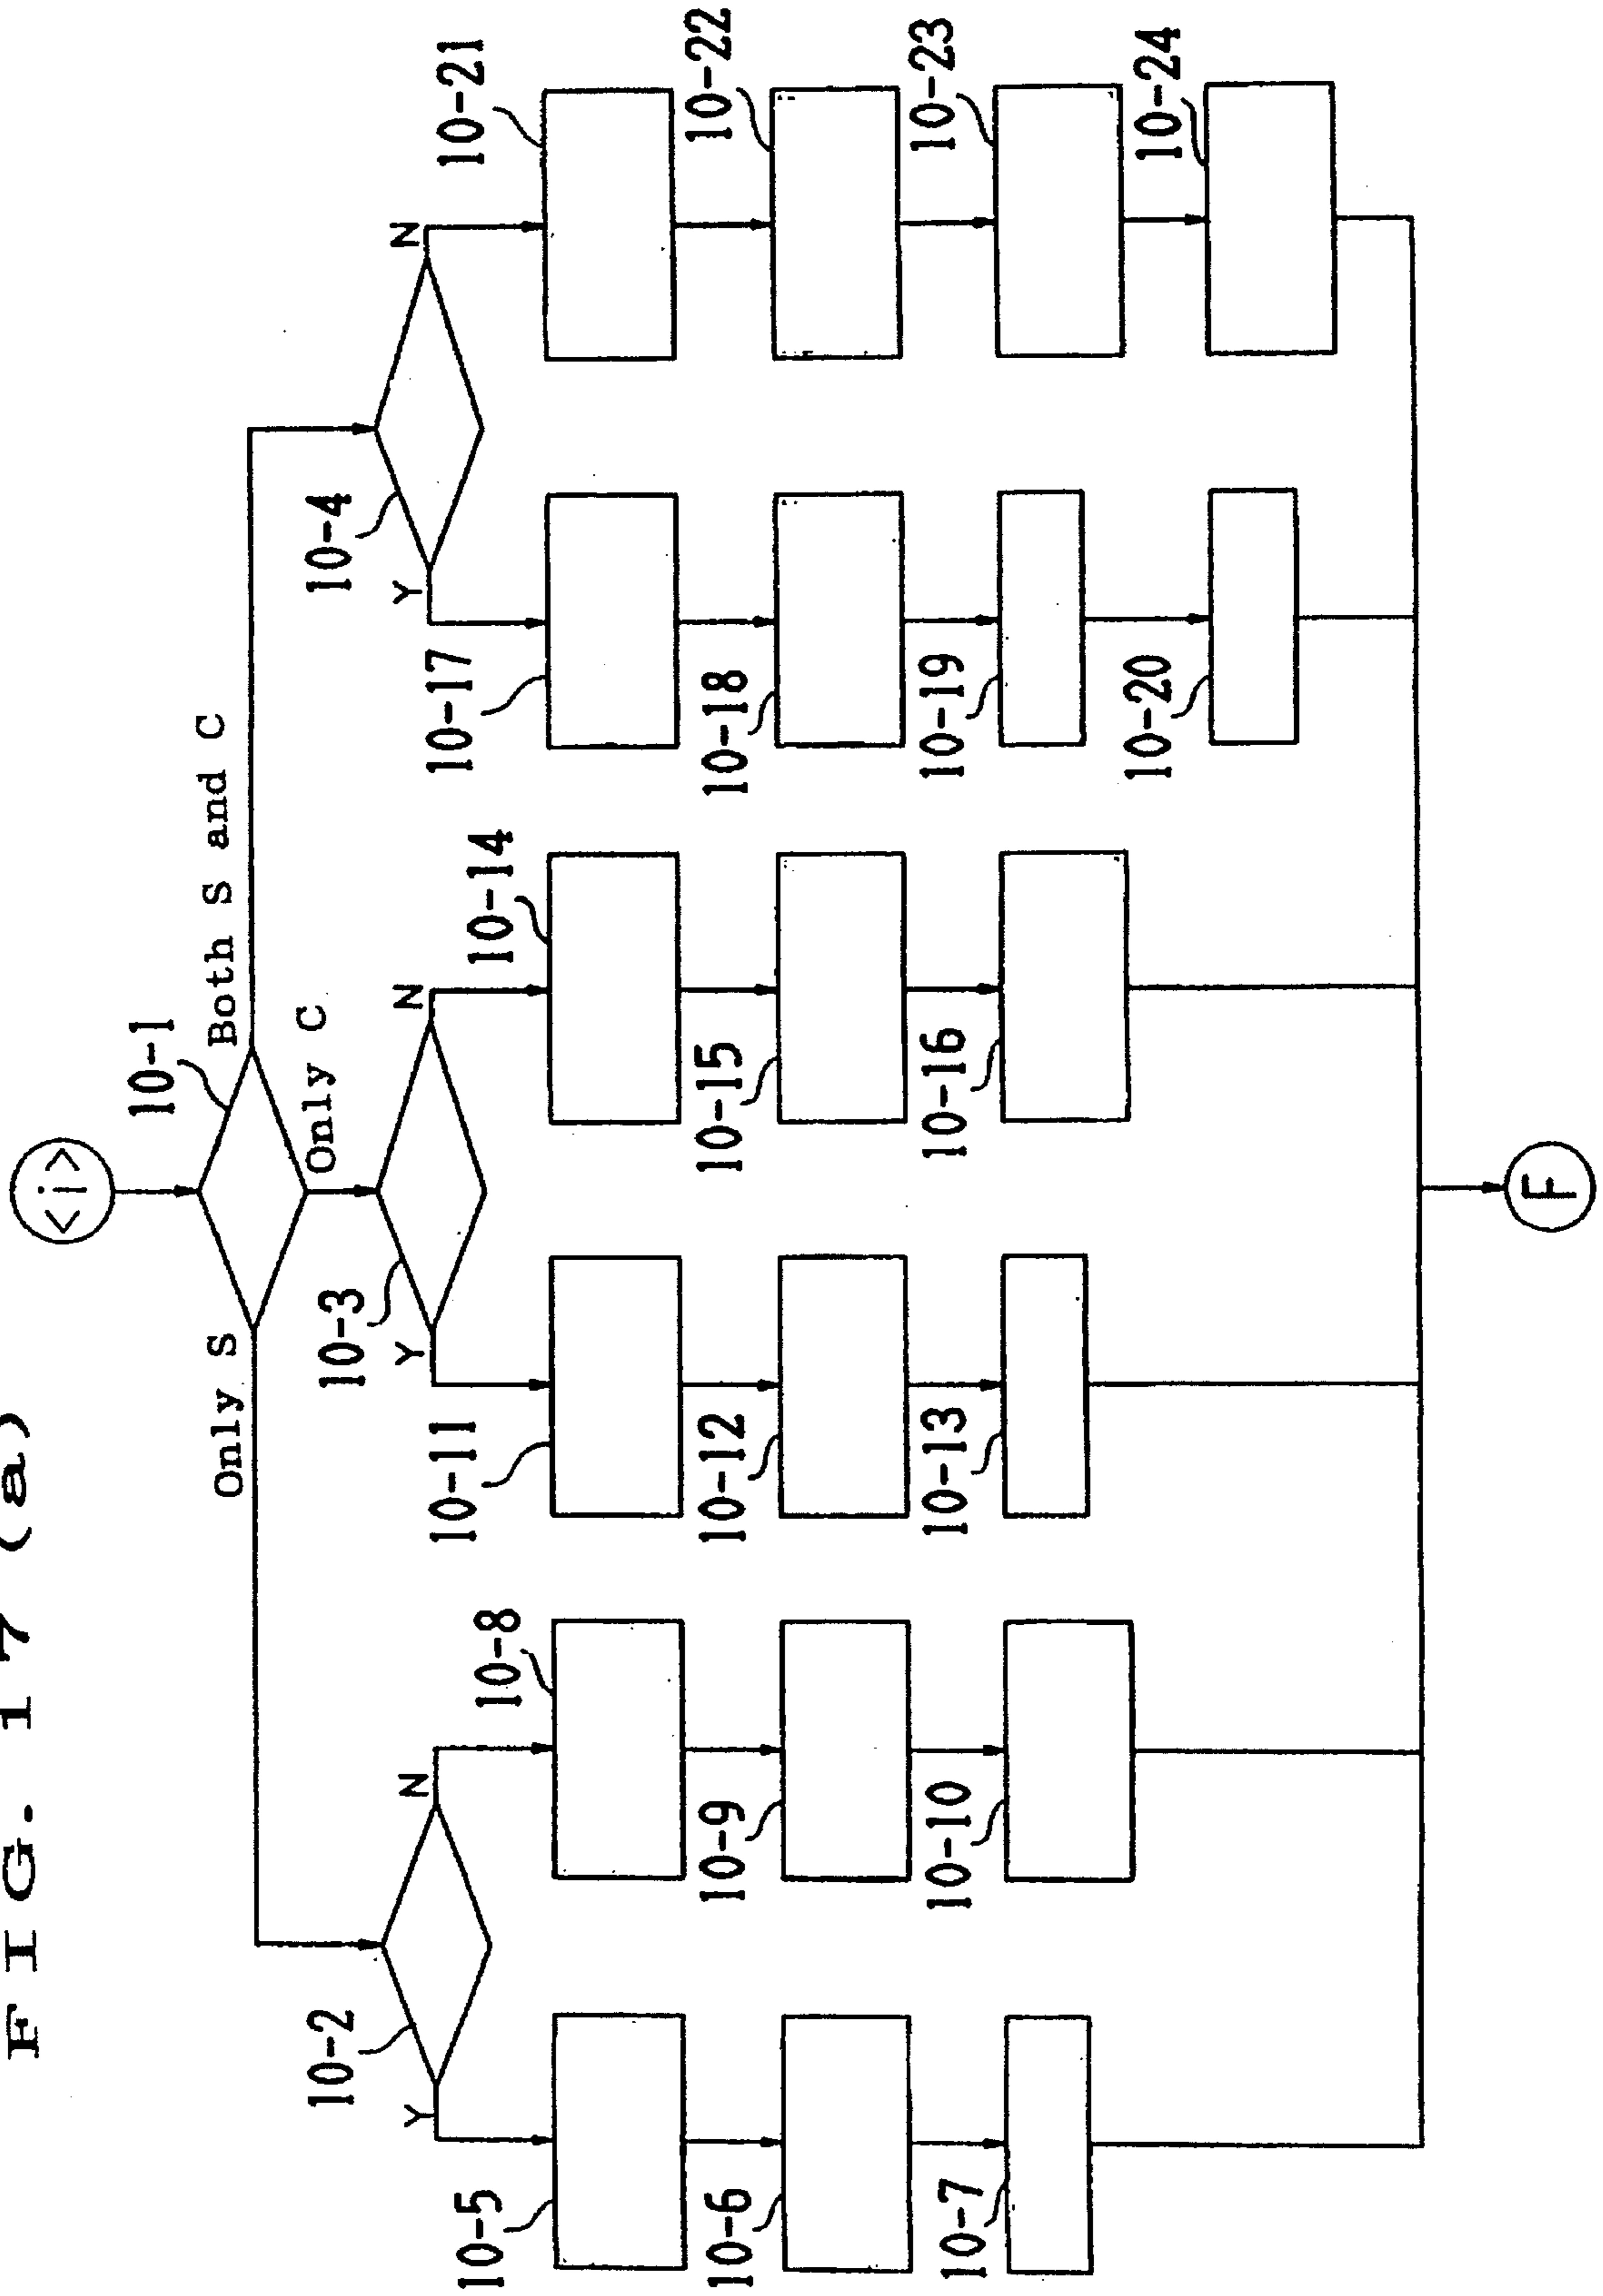 FIG. 17 (a)
<i>
10-1
Only S
Both S and C
Only C
10-2
Y
N
10-3
Y
N
10-4
Y
N
10-5
10-6
10-7
10-8
10-9
10-10
10-11
10-12
10-13
10-14
10-15
10-16
10-17
10-18
10-19
10-20
10-21
10-22
10-23
10-24
F